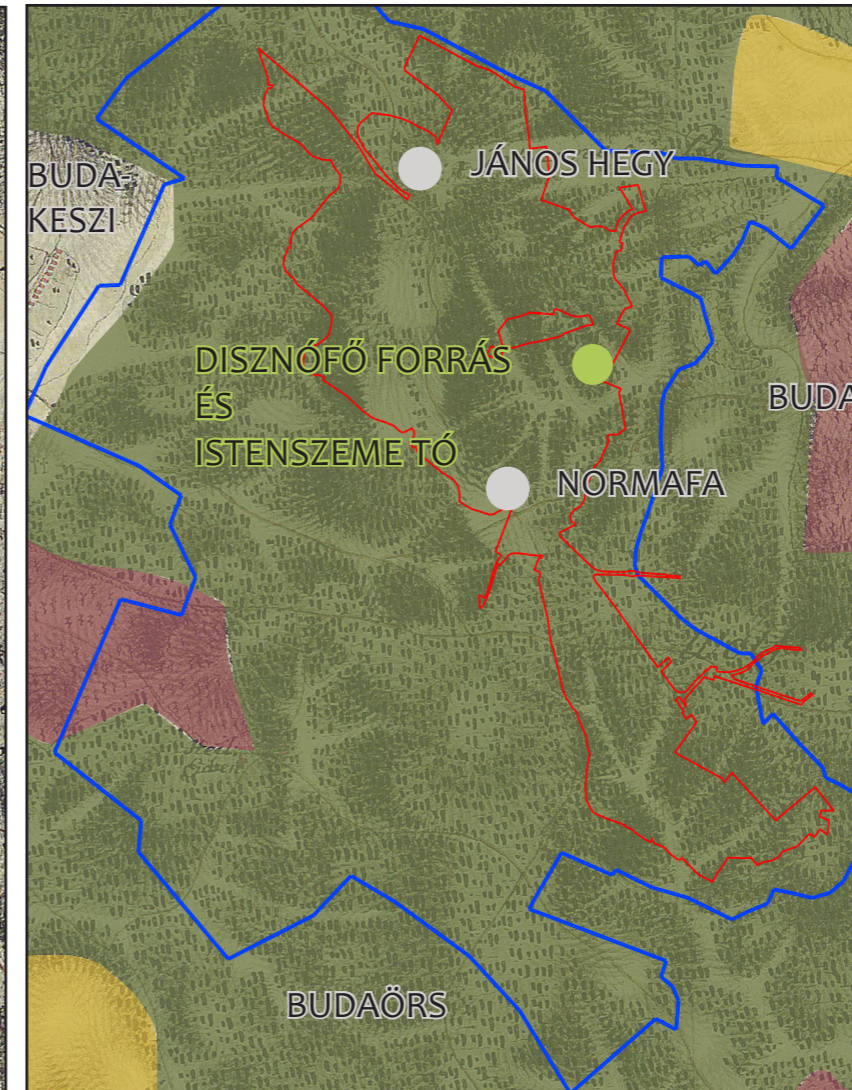 JÁNOS HEGY
BUDA-
KESZI
DISZNÓFŐ FORRÁS
ÉS
ISTENSZEME TÓ
BUDA
NORMAFA
BUDAÖRS